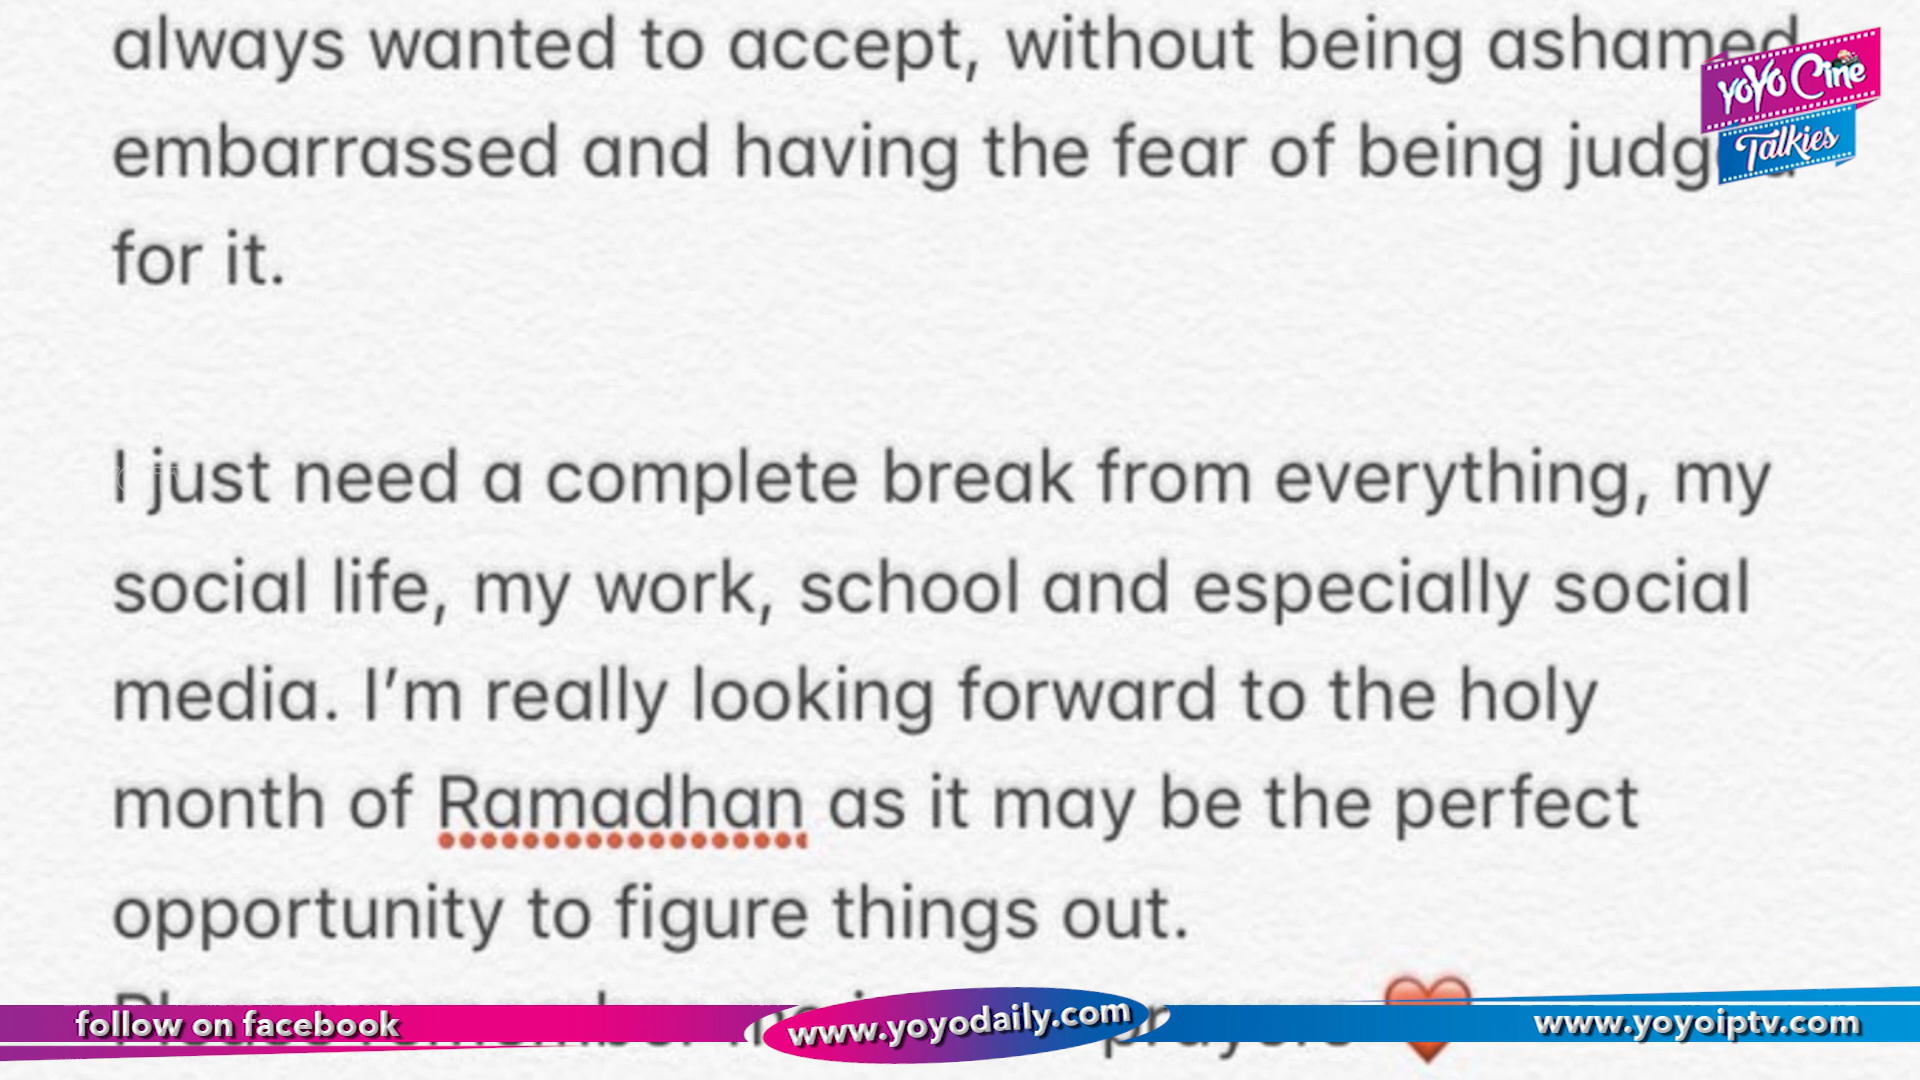 always wanted to accept, without being ashamed
embarrassed and having the fear of being judged
for it.
I just need a complete break from everything, my
social life, my work, school and especially social
media. I’m really looking forward to the holy
month of Ramadhan as it may be the perfect
opportunity to figure things out.
prayers ❤️
YOYO Cine
Talkies
follow on facebook
www.yoyodaily.com
www.yoyoiptv.com